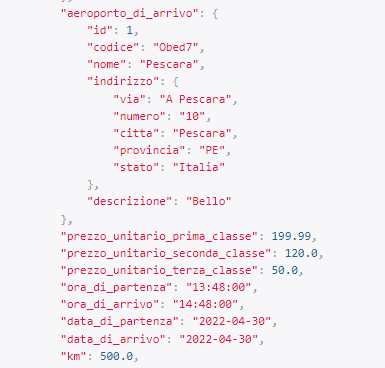 },
"aeroporto_di_arrivo": {
"id": 1,
"codice": "Obed7",
"nome": "Pescara",
"indirizzo": {
"via": "A Pescara",
"numero": "10",
"citta": "Pescara",
"provincia": "PE",
"stato": "Italia"
},
"descrizione": "Bello"
},
"prezzo_unitario_prima_classe": 199.99,
"prezzo_unitario_seconda_classe": 120.0,
"prezzo_unitario_terza_classe": 50.0,
"ora_di_partenza": "13:48:00",
"ora_di_arrivo": "14:48:00",
"data_di_partenza": "2022-04-30",
"data_di_arrivo": "2022-04-30",
"km": 500.0,